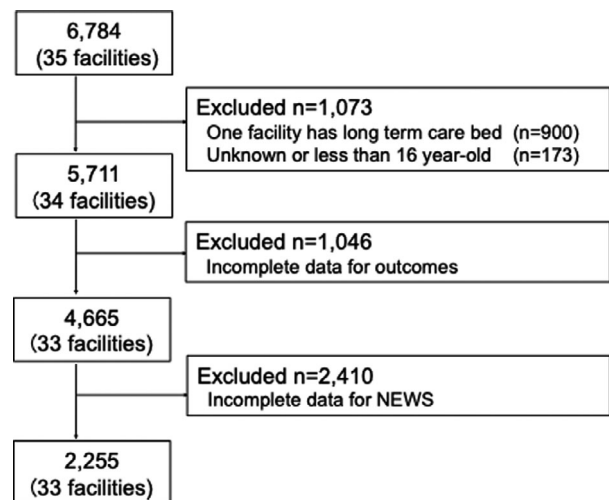 6,784
(35 facilities)
Excluded n=1,073
One facility has long term care bed (n=900)
Unknown or less than 16 year-old (n=173)
5,711
(34 facilities)
Excluded n=1,046
Incomplete data for outcomes
4,665
(33 facilities)
Excluded n=2,410
Incomplete data for NEWS
2,255
(33 facilities)